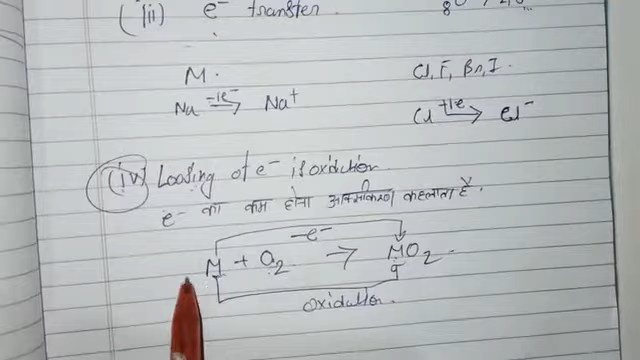 (iii) e⁻ transfer.
M. Cl, F, Br, I.
Na -1e⁻→ Na⁺ Cl +1e→ Cl⁻
(iv) Loosing of e⁻ is oxidation
e⁻ का कम होना आक्सीकरण कहलाता है.
-e⁻
M + O₂ → MO₂
oxidation.